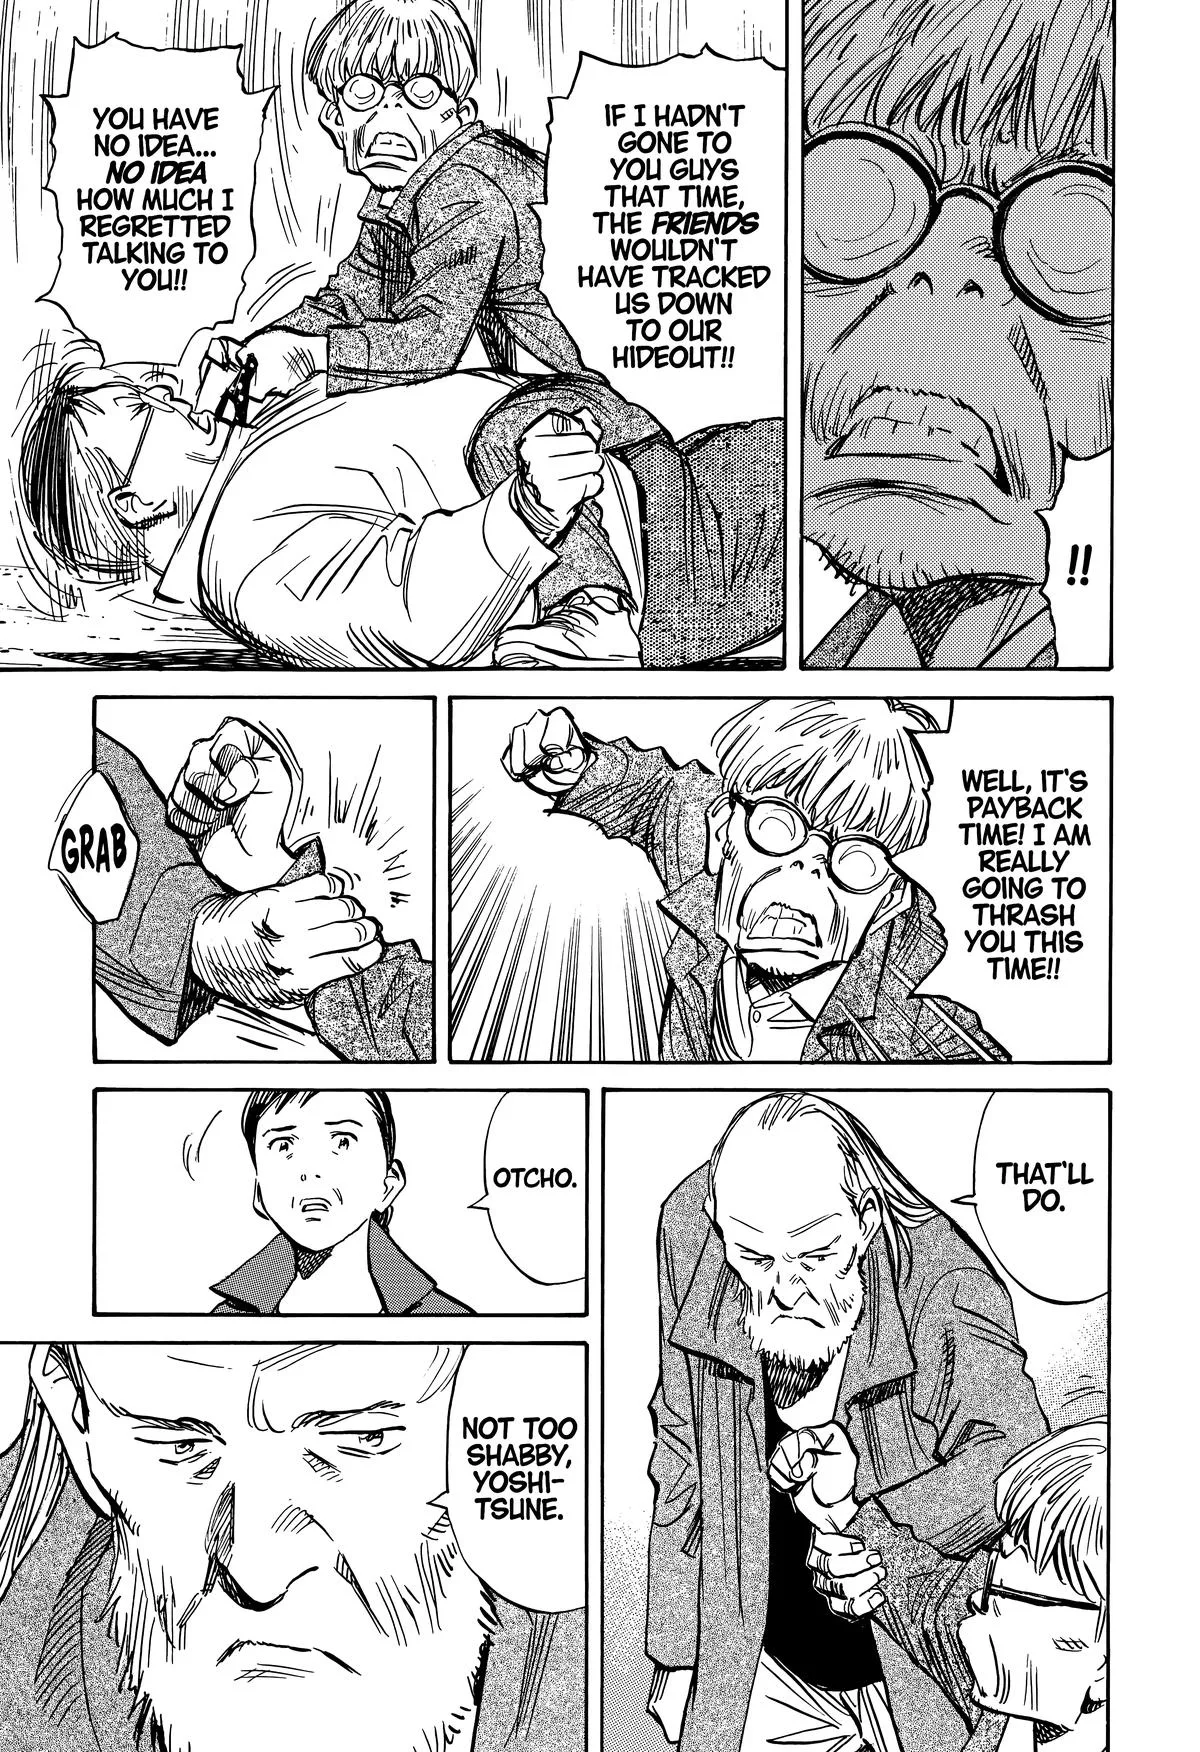 !!
IF I HADN'T
GONE TO
YOU GUYS
THAT TIME,
THE FRIENDS
WOULDN'T
HAVE TRACKED
US DOWN
TO OUR
HIDEOUT!!
YOU HAVE
NO IDEA...
NO IDEA
HOW MUCH I
REGRETTED
TALKING TO
YOU!!
WELL, IT'S
PAYBACK
TIME! I AM
REALLY
GOING TO
THRASH
YOU THIS
TIME!!
GRAB
THAT'LL
DO.
OTCHO.
NOT TOO
SHABBY,
YOSHI-
TSUNE.